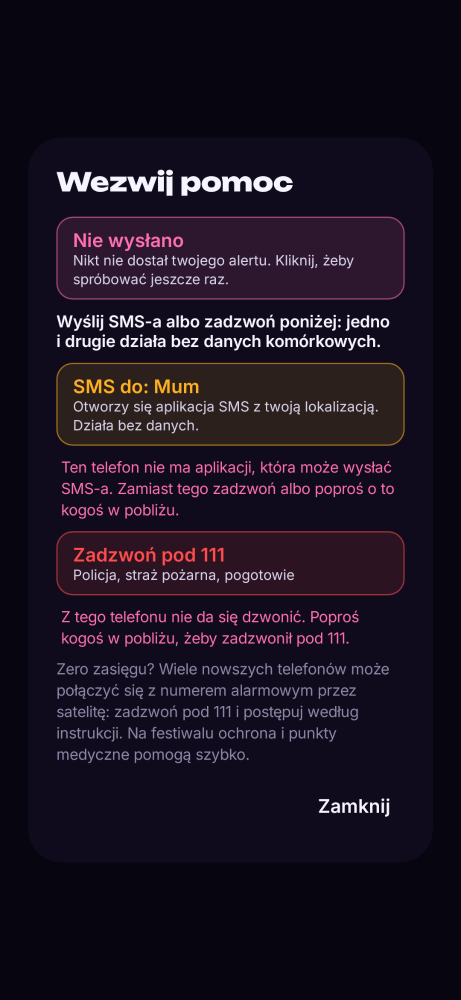 Wezwij pomoc
Nie wysłano
Nikt nie dostał twojego alertu. Kliknij, żeby
spróbować jeszcze raz.
Wyślij SMS-a albo zadzwoń poniżej: jedno
i drugie działa bez danych komórkowych.
SMS do: Mum
Otworzy się aplikacja SMS z twoją lokalizacją.
Działa bez danych.
Ten telefon nie ma aplikacji, która może wysłać
SMS-a. Zamiast tego zadzwoń albo poproś o to
kogoś w pobliżu.
Zadzwoń pod 111
Policja, straż pożarna, pogotowie
Z tego telefonu nie da się dzwonić. Poproś
kogoś w pobliżu, żeby zadzwonił pod 111.
Zero zasięgu? Wiele nowszych telefonów może
połączyć się z numerem alarmowym przez
satelitę: zadzwoń pod 111 i postępuj według
instrukcji. Na festiwalu ochrona i punkty
medyczne pomogą szybko.
Zamknij